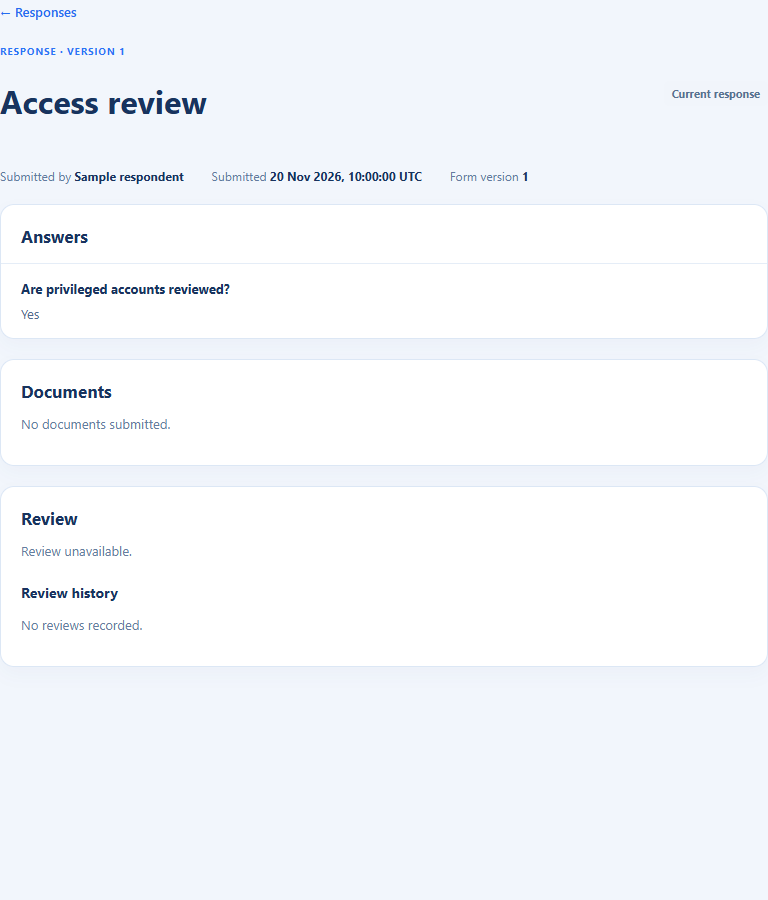 ← Responses
RESPONSE · VERSION 1
Access review
Current response
Submitted by Sample respondent Submitted 20 Nov 2026, 10:00:00 UTC Form version 1
Answers
Are privileged accounts reviewed?
Yes
Documents
No documents submitted.
Review
Review unavailable.
Review history
No reviews recorded.